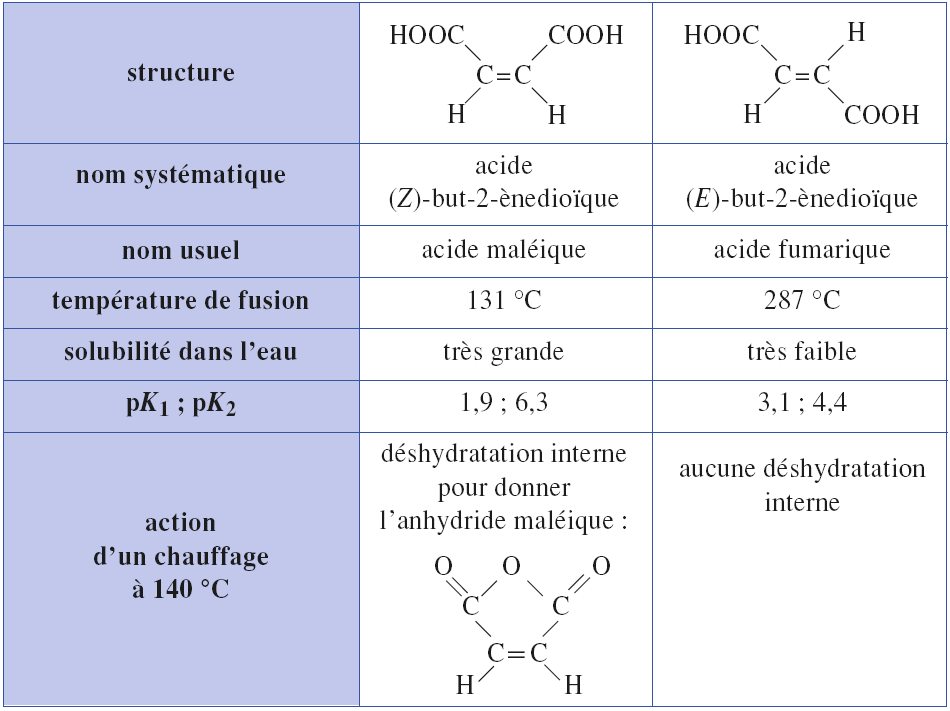 structure
HOOC COOH
C=C
H H
HOOC H
C=C
H COOH
nom systématique
acide
(Z)-but-2-ènedioïque
acide
(E)-but-2-ènedioïque
nom usuel
acide maléique
acide fumarique
température de fusion
131 °C
287 °C
solubilité dans l'eau
très grande
très faible
pK1 ; pK2
1,9 ; 6,3
3,1 ; 4,4
action
d'un chauffage
à 140 °C
déshydratation interne
pour donner
l'anhydride maléique :
O O O
C C
C=C
H H
aucune déshydratation
interne